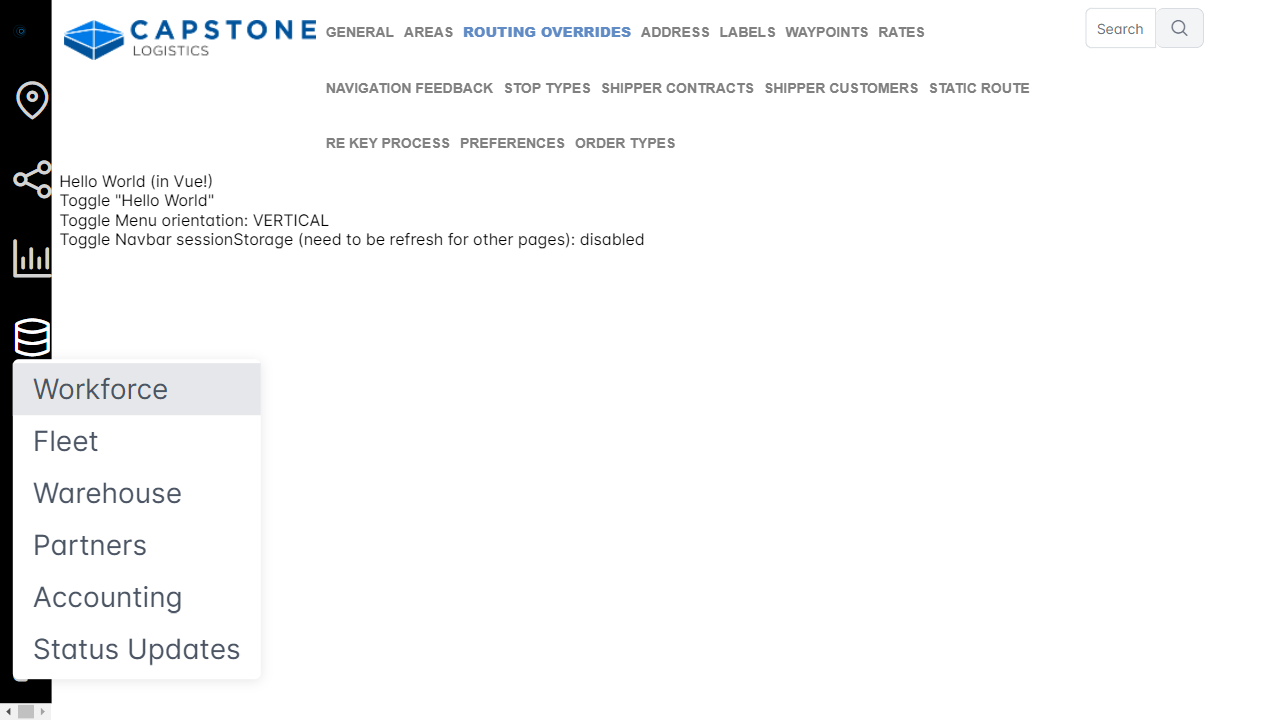 CAPSTONE
LOGISTICS
GENERAL AREAS ROUTING OVERRIDES ADDRESS LABELS WAYPOINTS RATES
Search
NAVIGATION FEEDBACK STOP TYPES SHIPPER CONTRACTS SHIPPER CUSTOMERS STATIC ROUTE
RE KEY PROCESS PREFERENCES ORDER TYPES
Hello World (in Vue!)
Toggle "Hello World"
Toggle Menu orientation: VERTICAL
Toggle Navbar sessionStorage (need to be refresh for other pages): disabled
Workforce
Fleet
Warehouse
Partners
Accounting
Status Updates